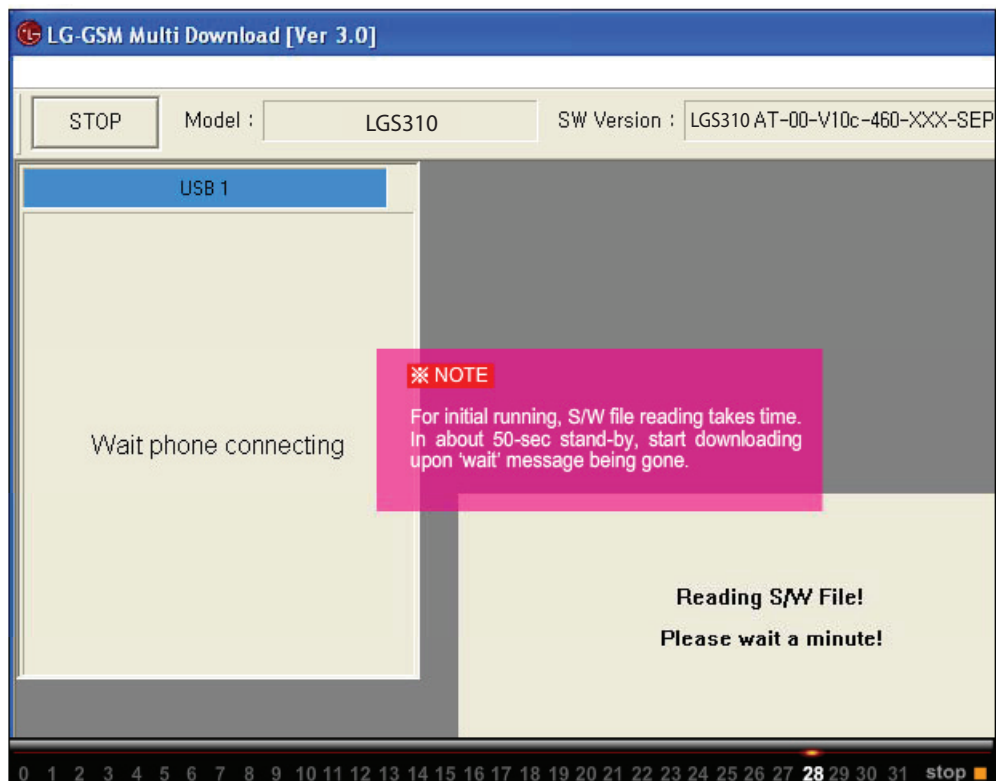 LG-GSM Multi Download [Ver 3.0]
STOP Model : LGS310 SW Version : LGS310 AT-00-V10c-460-XXX-SEP
USB 1
Wait phone connecting
※ NOTE
For initial running, S/W file reading takes time.
In about 50-sec stand-by, start downloading
upon ‘wait’ message being gone.
Reading S/W File!
Please wait a minute!
0 1 2 3 4 5 6 7 8 9 10 11 12 13 14 15 16 17 18 19 20 21 22 23 24 25 26 27 28 29 30 31 stop